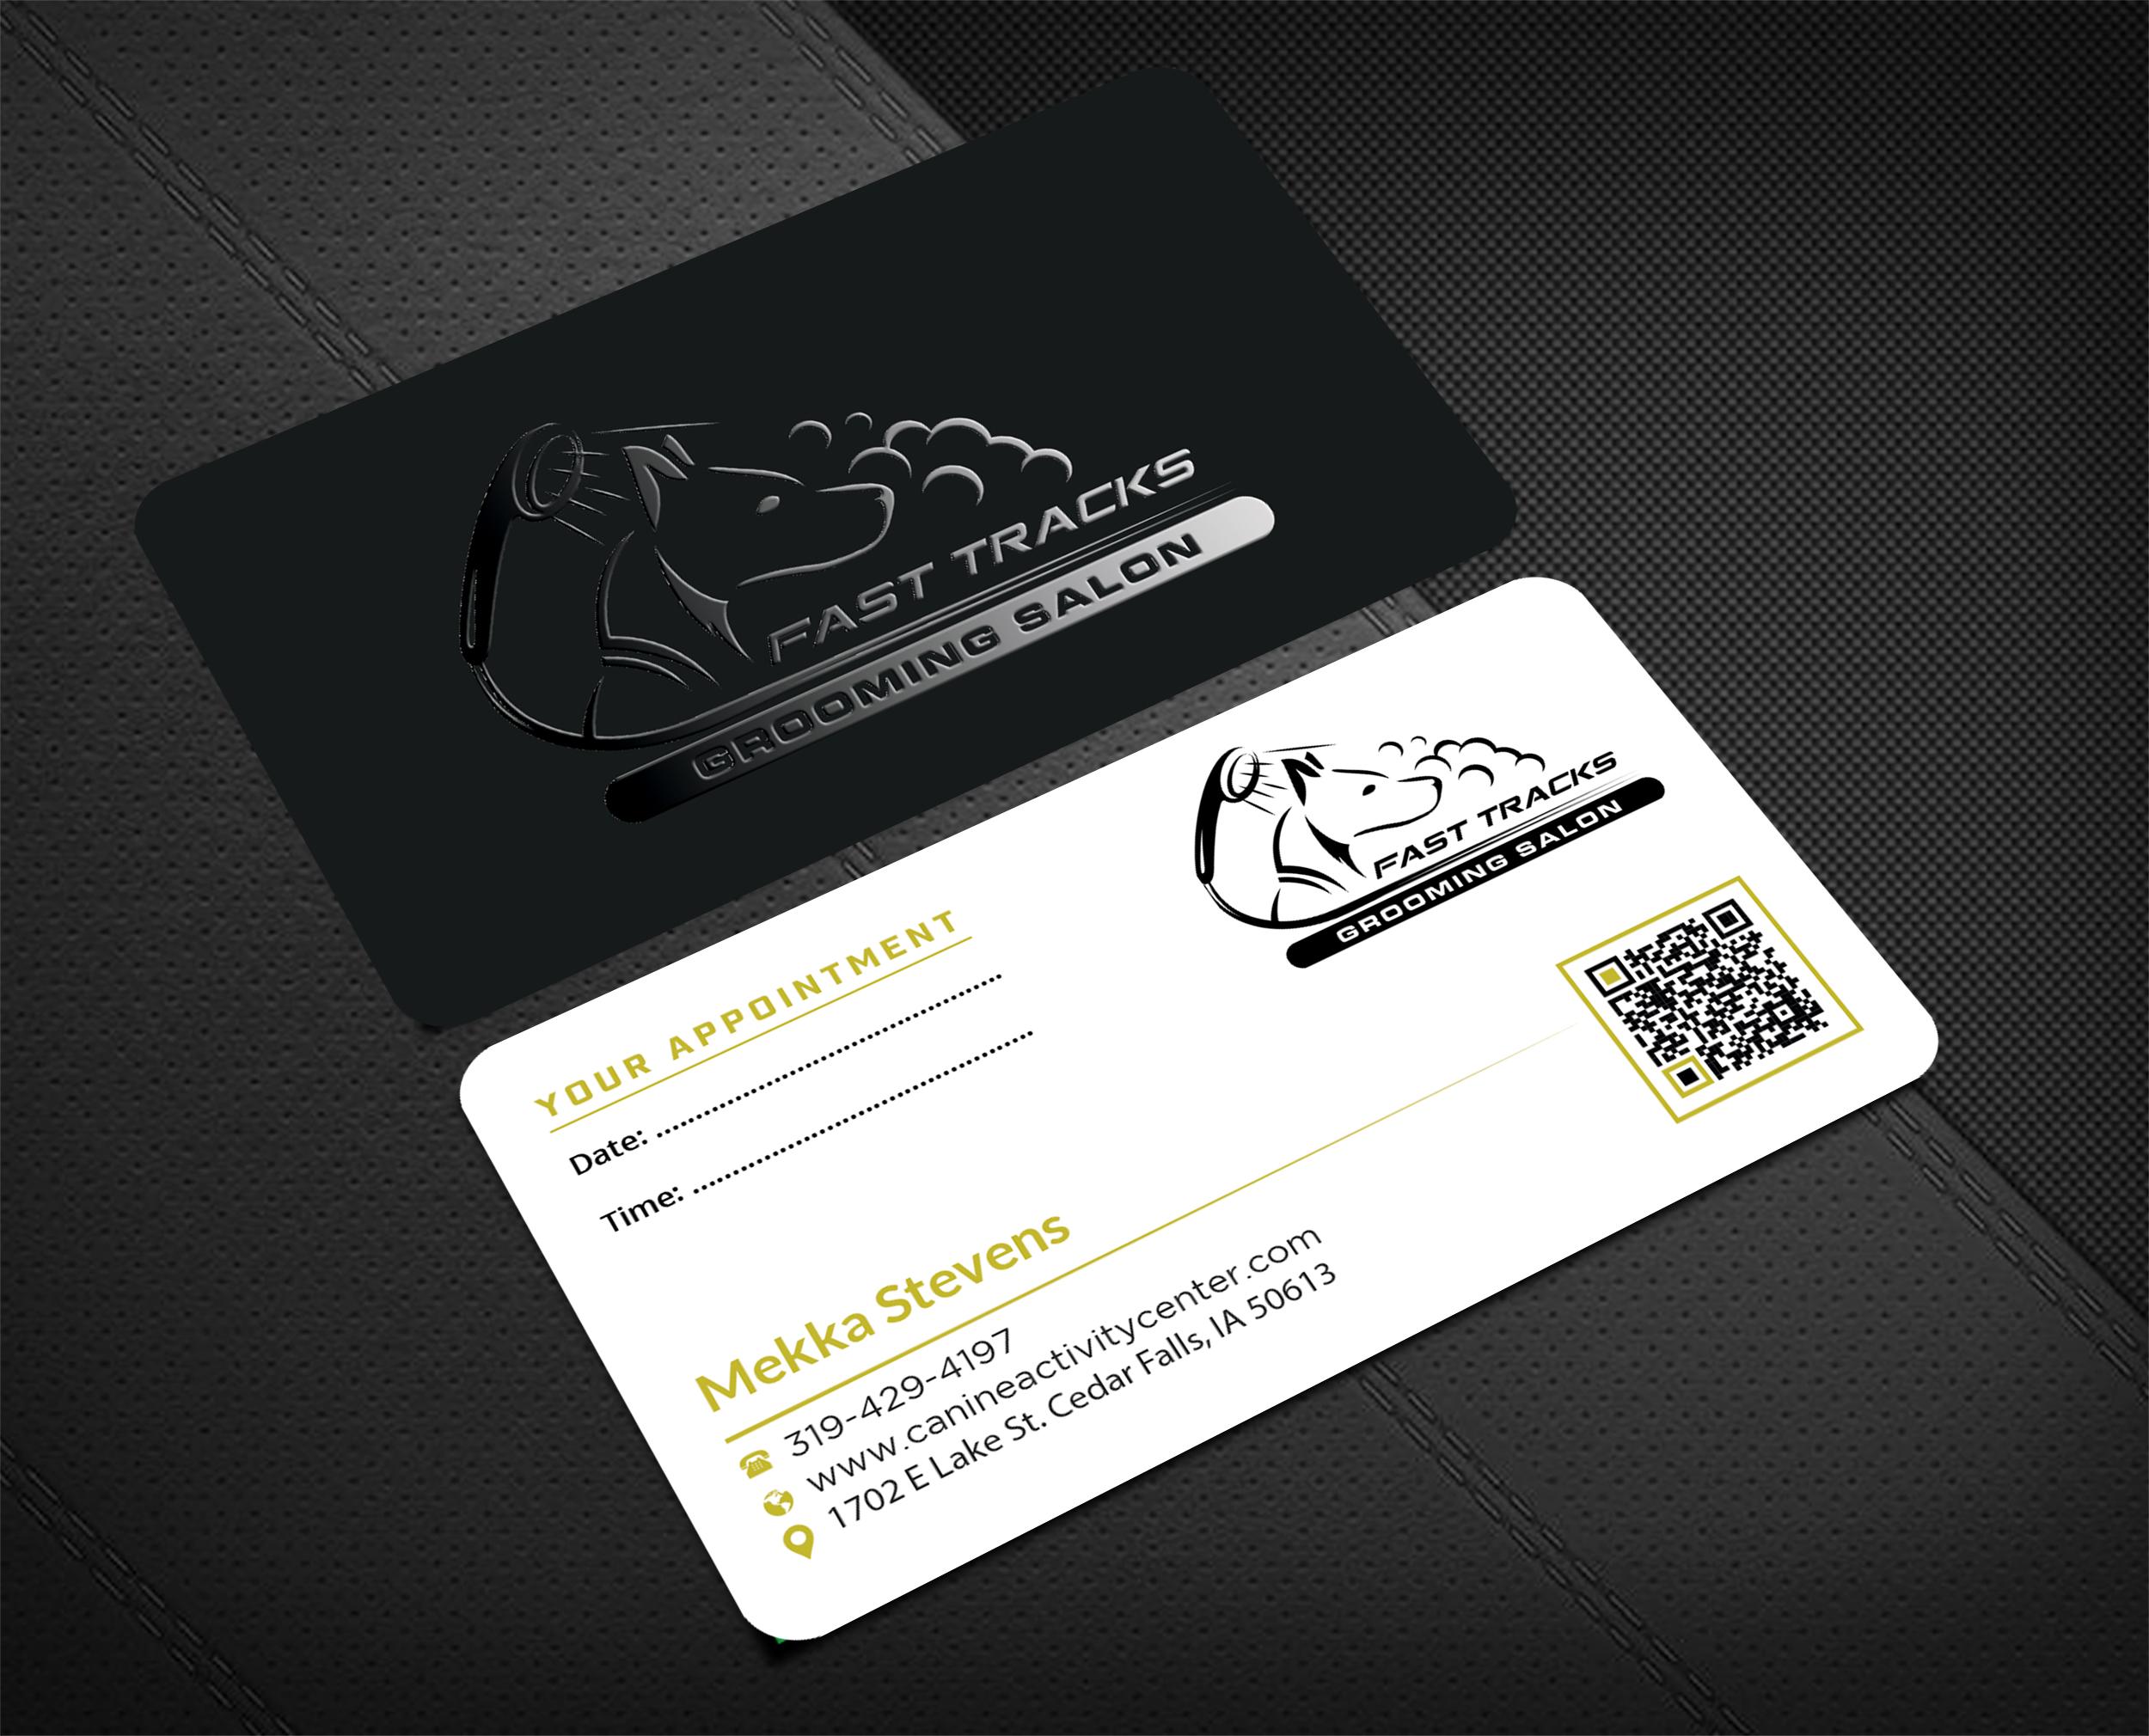 FAST TRACKS
GROOMING SALON
FAST TRACKS
GROOMING SALON
YOUR APPOINTMENT
Date: ........................................................
Time: ........................................................
Mekka Stevens
319-429-4197
www.canineactivitycenter.com
1702 E Lake St. Cedar Falls, IA 50613